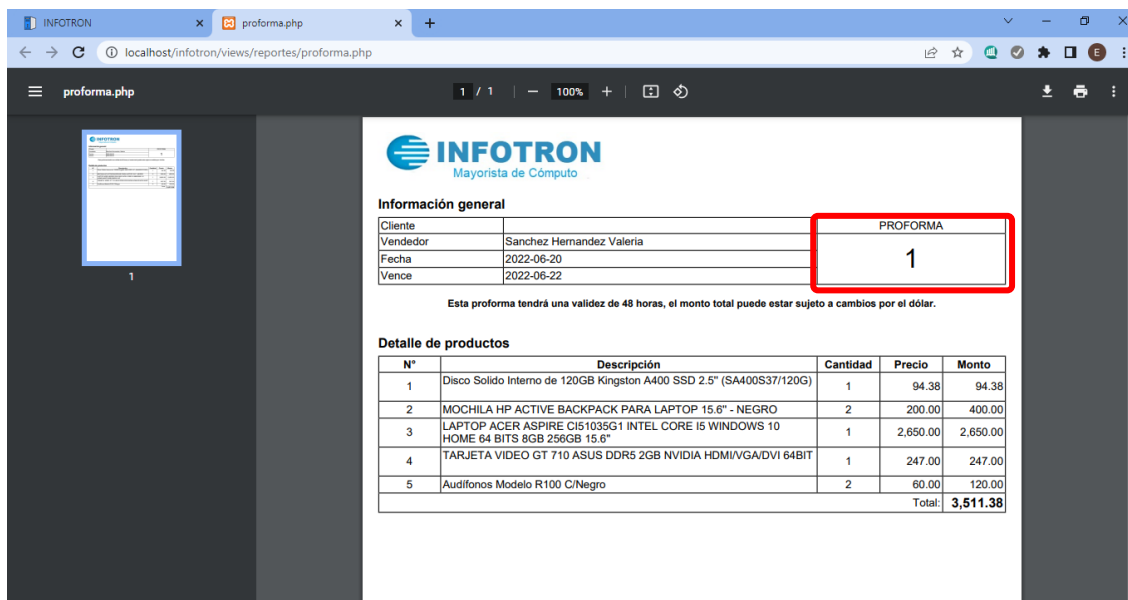 INFOTRON
proforma.php
localhost/infotron/views/reportes/proforma.php
E
proforma.php
1 / 1
100%
1
INFOTRON
Mayorista de Cómputo
Información general
Cliente PROFORMA
Vendedor Sanchez Hernandez Valeria
1
Fecha 2022-06-20
Vence 2022-06-22
Esta proforma tendrá una validez de 48 horas, el monto total puede estar sujeto a cambios por el dólar.
Detalle de productos
N° Descripción Cantidad Precio Monto
1 Disco Solido Interno de 120GB Kingston A400 SSD 2.5" (SA400S37/120G) 1 94.38 94.38
2 MOCHILA HP ACTIVE BACKPACK PARA LAPTOP 15.6" - NEGRO 2 200.00 400.00
3 LAPTOP ACER ASPIRE CI51035G1 INTEL CORE I5 WINDOWS 10
HOME 64 BITS 8GB 256GB 15.6" 1 2,650.00 2,650.00
4 TARJETA VIDEO GT 710 ASUS DDR5 2GB NVIDIA HDMI/VGA/DVI 64BIT 1 247.00 247.00
5 Audífonos Modelo R100 C/Negro 2 60.00 120.00
Total: 3,511.38